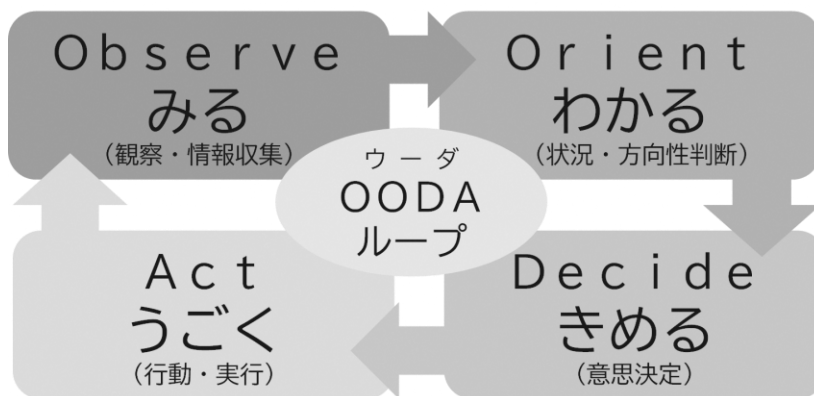 Observe
みる
(観察・情報収集)
Orient
わかる
(状況・方向性判断)
ウーダ
OODA
ループ
Act
うごく
(行動・実行)
Decide
きめる
(意思決定)